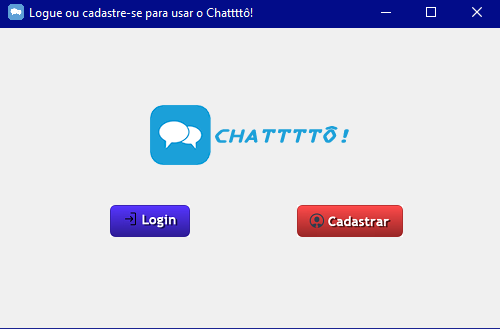 Logue ou cadastre-se para usar o Chattttô!
CHATTTTÔ!
Login
Cadastrar